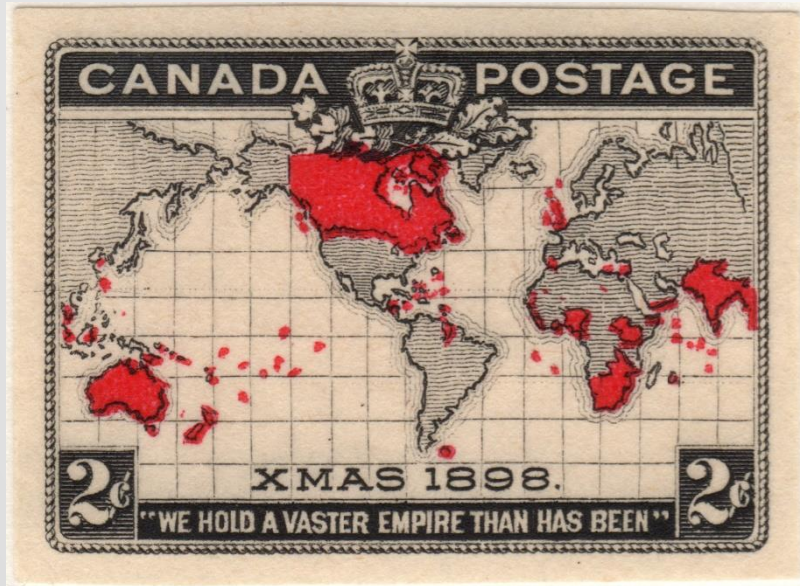 CANADA POSTAGE
XMAS 1898.
2¢ 2¢
"WE HOLD A VASTER EMPIRE THAN HAS BEEN"